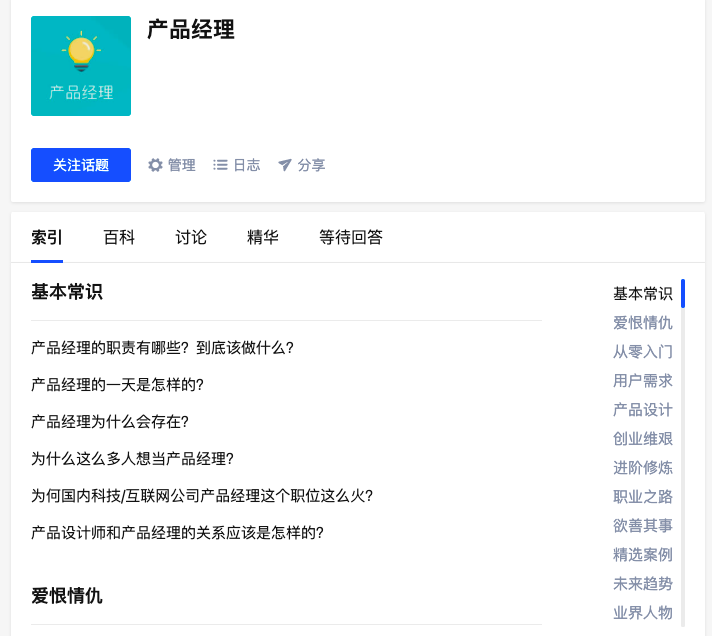 产品经理
产品经理
关注话题 管理 日志 分享
索引 百科 讨论 精华 等待回答
基本常识
产品经理的职责有哪些？到底该做什么？
产品经理的一天是怎样的？
产品经理为什么会存在？
为什么这么多人想当产品经理？
为何国内科技/互联网公司产品经理这个职位这么火？
产品设计师和产品经理的关系应该是怎样的？
爱恨情仇
基本常识
爱恨情仇
从零入门
用户需求
产品设计
创业维艰
进阶修炼
职业之路
欲善其事
精选案例
未来趋势
业界人物